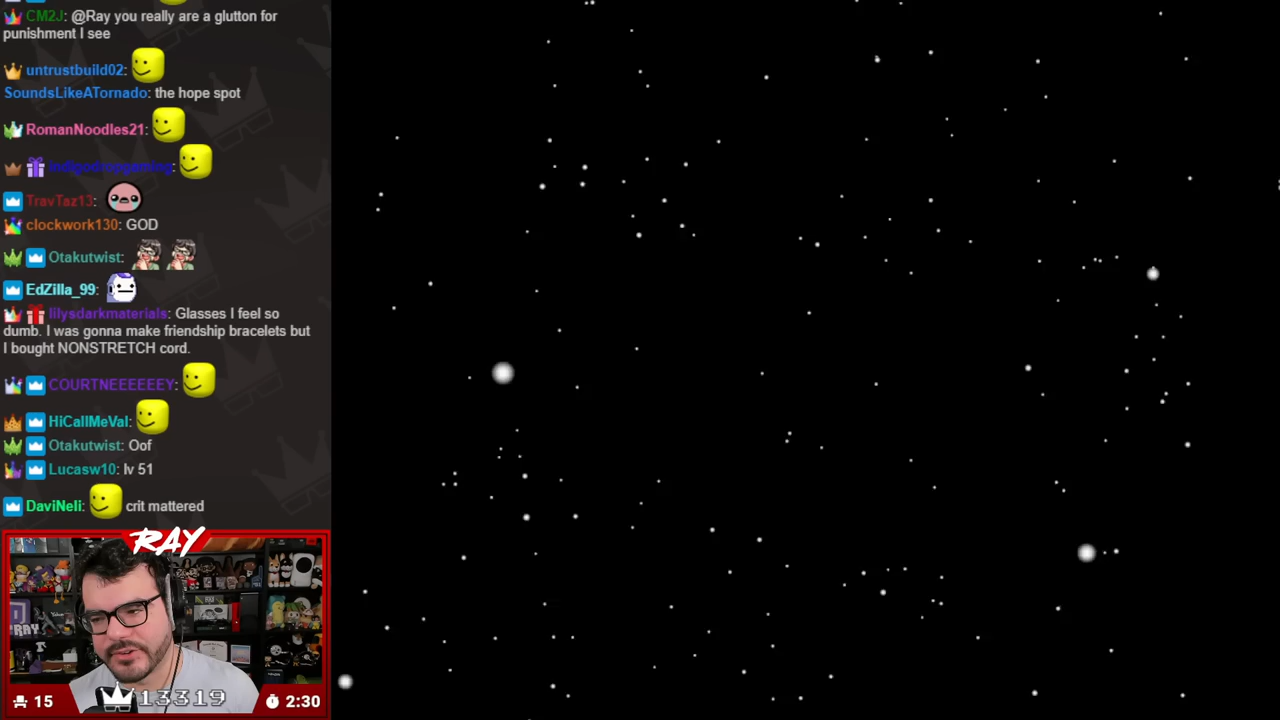 CM2J: @Ray you really are a glutton for
punishment I see
untrustbuild02:
SoundsLikeATornado: the hope spot
RomanNoodles21:
indigodropgaming:
TravTaz13:
clockwork130: GOD
Otakutwist:
EdZilla_99:
lilysdarkmaterials: Glasses I feel so
dumb. I was gonna make friendship bracelets but
I bought NONSTRETCH cord.
COURTNEEEEEEY:
HiCallMeVal:
Otakutwist: Oof
Lucasw10: lv 51
DaviNeli: crit mattered
RAY
15
13319
2:30